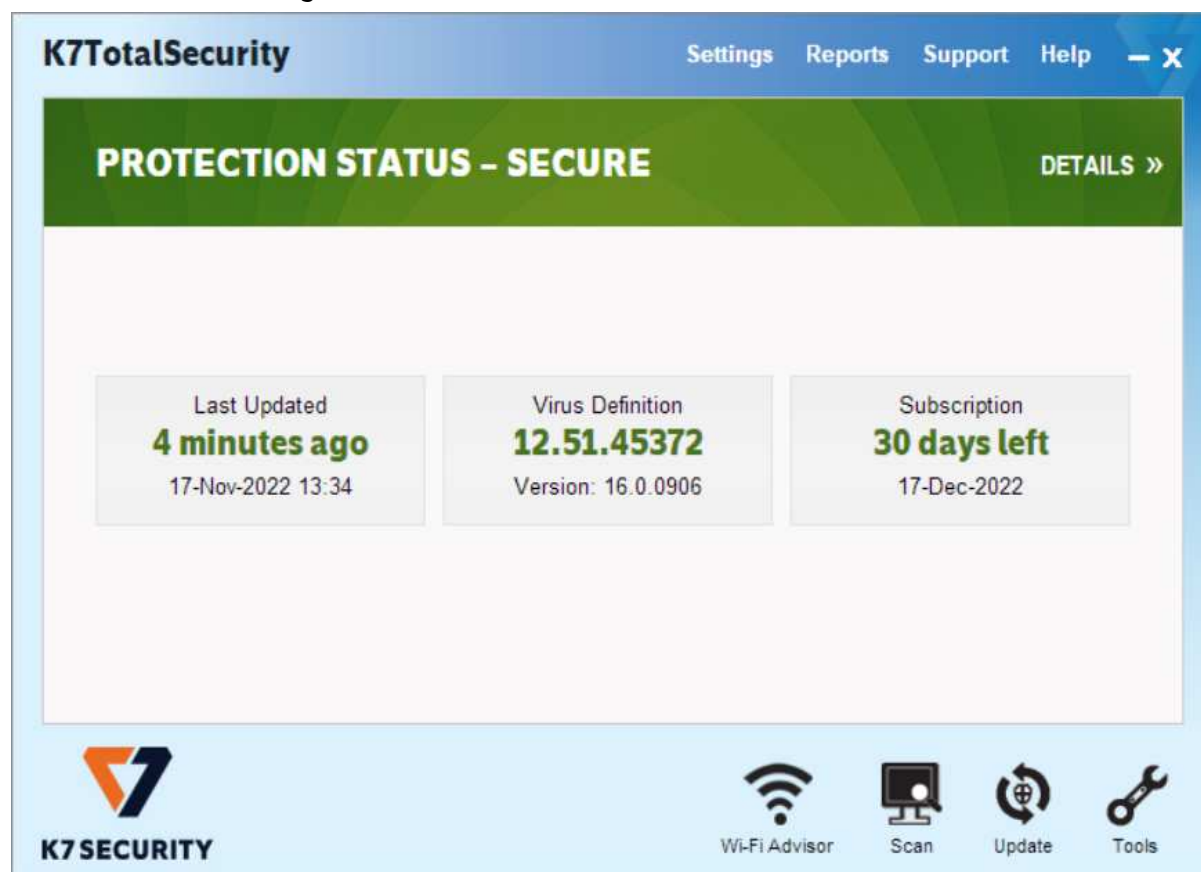 K7TotalSecurity
Settings Reports Support Help
PROTECTION STATUS – SECURE
DETAILS »
Last Updated
4 minutes ago
17-Nov-2022 13:34
Virus Definition
12.51.45372
Version: 16.0.0906
Subscription
30 days left
17-Dec-2022
K7 SECURITY
Wi-Fi Advisor
Scan
Update
Tools